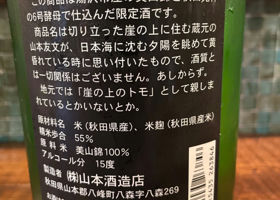 の6号酵母で仕込んだ限定酒です。
商品名は切り立った崖の上に住む蔵元の
山本友文が、日本海に沈む夕陽を眺めて黄
昏れている時に思い付いたもので、酒質と
は一切関係はございません。あしからず。
地元では「崖の上のトモ」として親しま
れているとかいないとか。
原材料名 米(秋田県産)、米麹(秋田県産)
精米歩合 55%
原料米 美山錦100%
アルコール分 15度
製造者 ㈱山本酒造店
秋田県山本郡八峰町八森字八森269